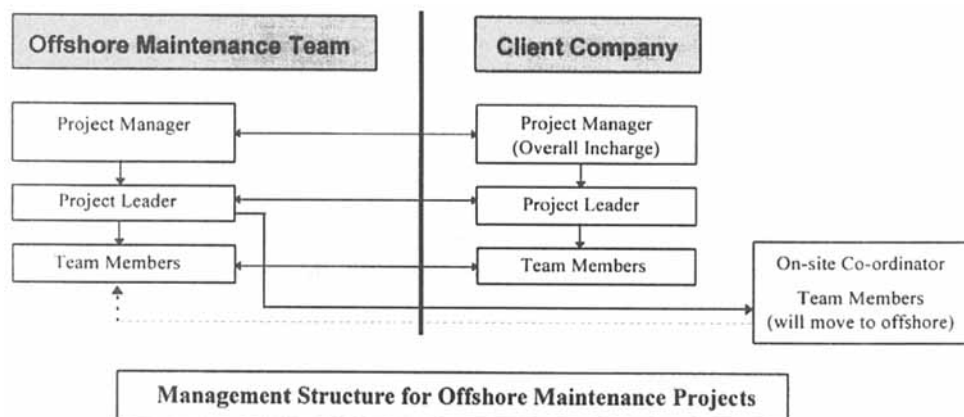 Offshore Maintenance Team
Client Company
Project Manager
Project Manager
(Overall Incharge)
Project Leader
Project Leader
Team Members
Team Members
On-site Co-ordinator
Team Members
(will move to offshore)
Management Structure for Offshore Maintenance Projects